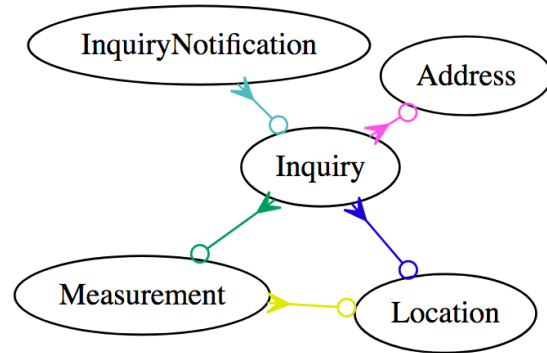 InquiryNotification
Address
Inquiry
Measurement
Location